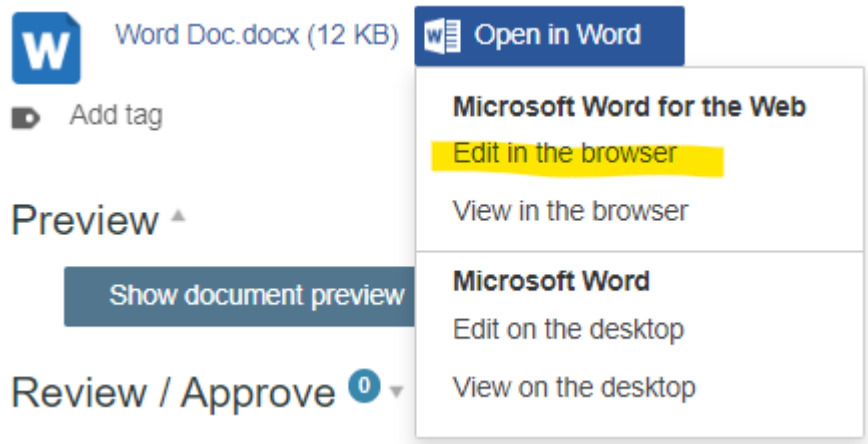 W Word Doc.docx (12 KB) W Open in Word
Add tag
Microsoft Word for the Web
Edit in the browser
View in the browser
Preview
Show document preview
Microsoft Word
Edit on the desktop
View on the desktop
Review / Approve 0